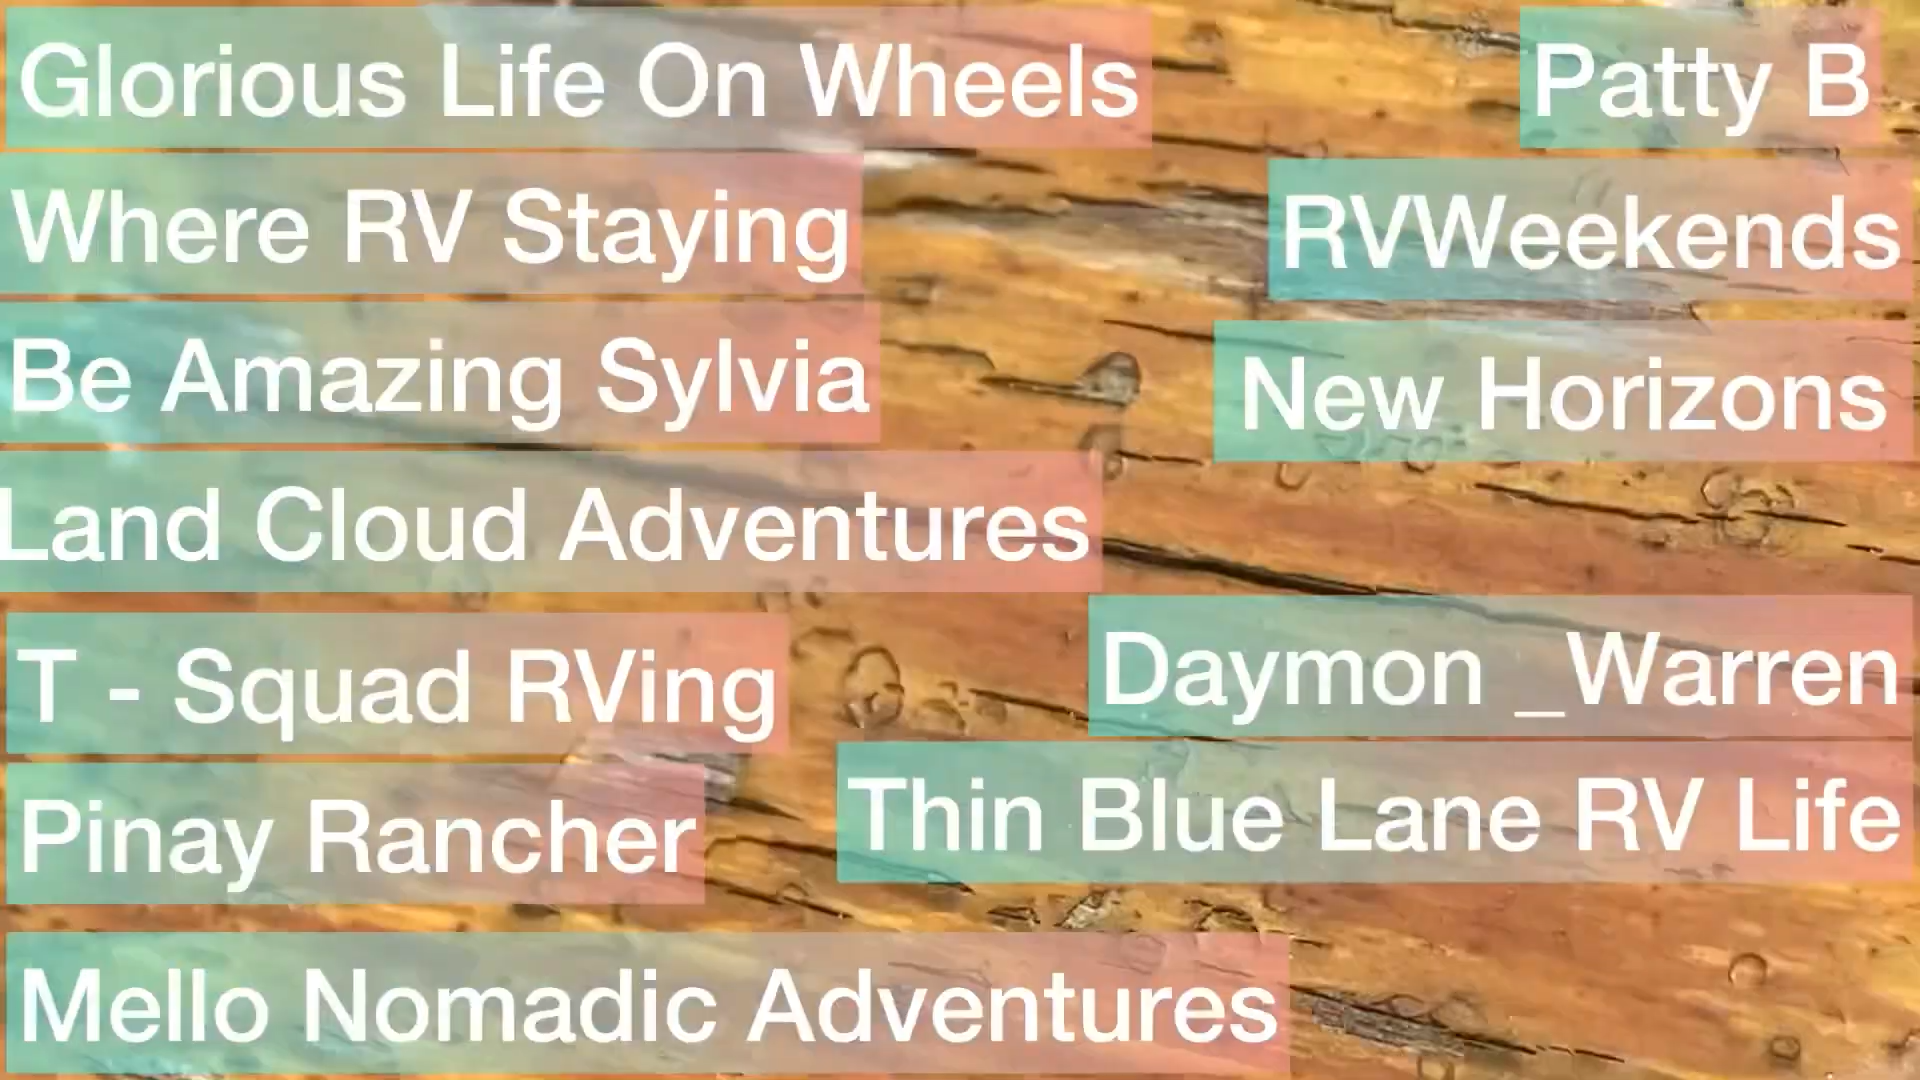 Glorious Life On Wheels
Patty B
Where RV Staying
RVWeekends
Be Amazing Sylvia
New Horizons
Land Cloud Adventures
T - Squad RVing
Daymon _Warren
Pinay Rancher
Thin Blue Lane RV Life
Mello Nomadic Adventures